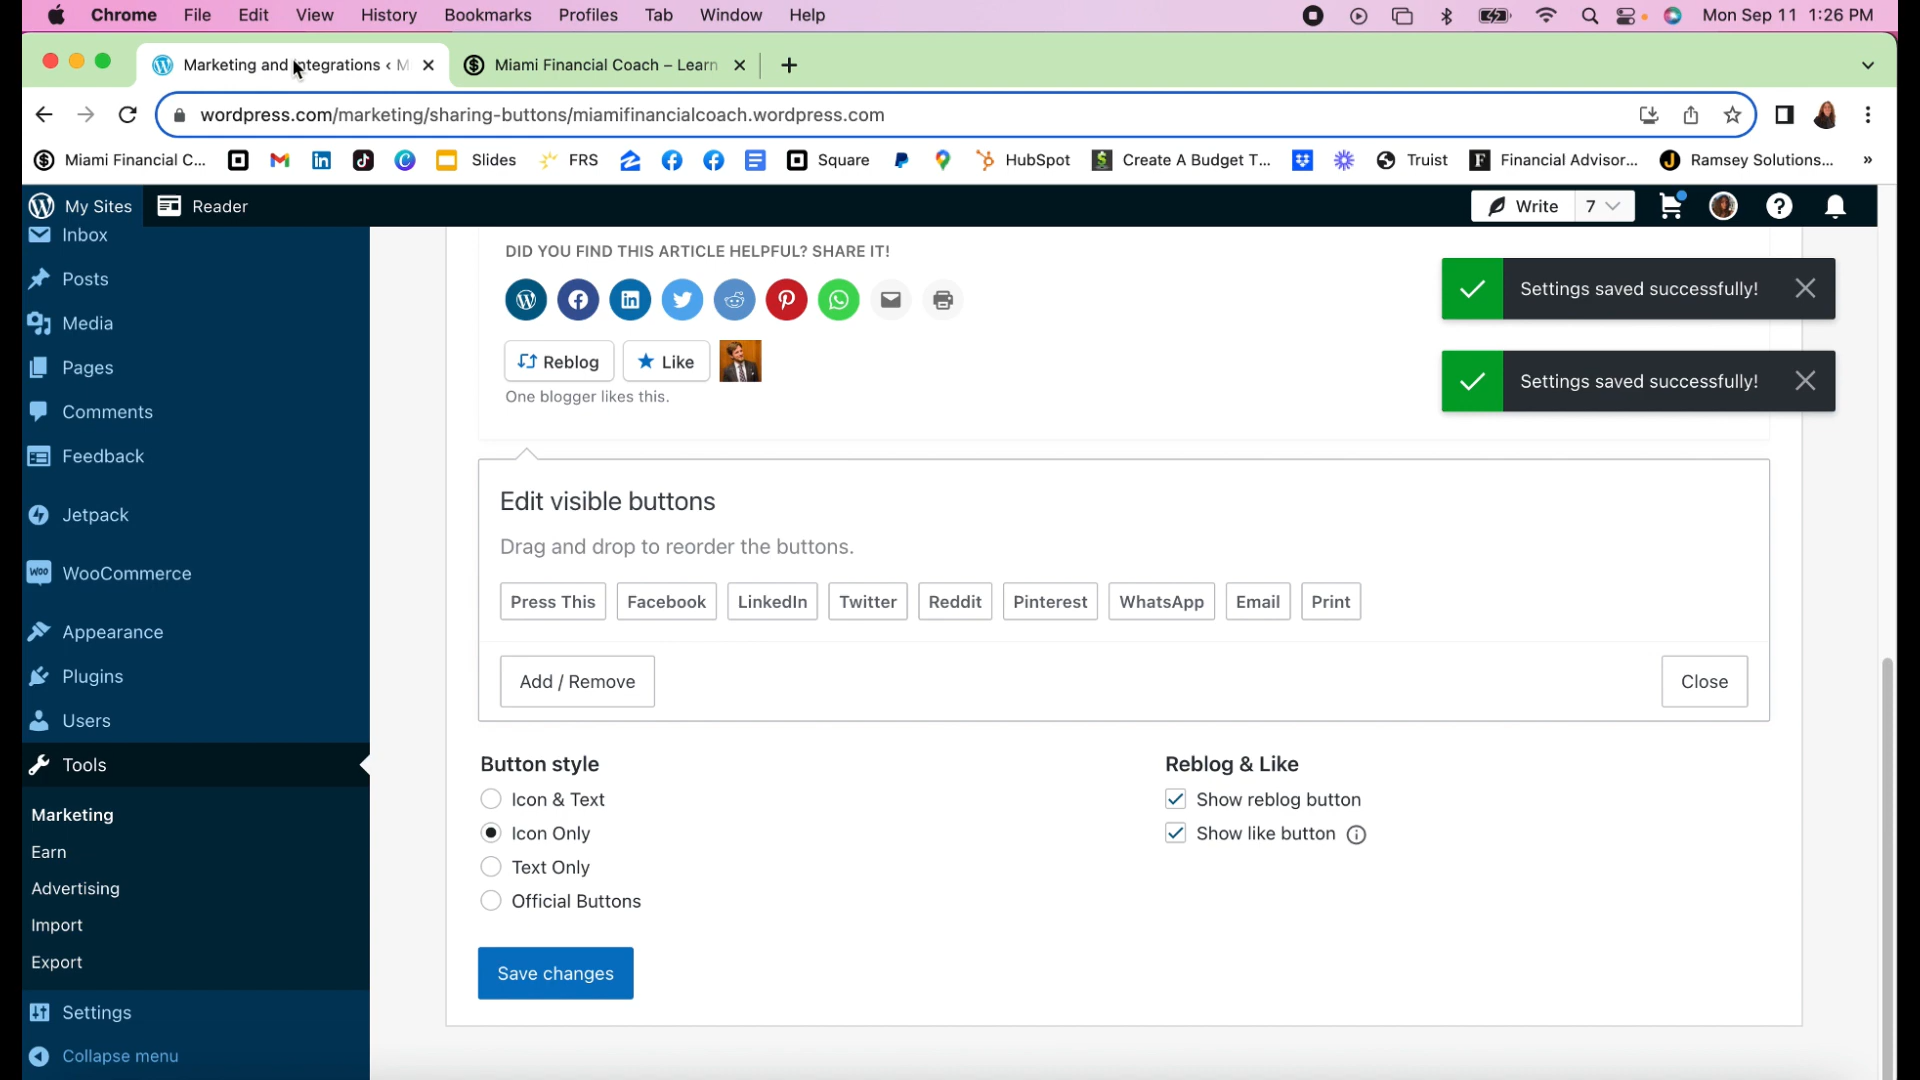 Chrome File Edit View History Bookmarks Profiles Tab Window Help Mon Sep 11 1:26 PM
Marketing and Integrations ‹ M Miami Financial Coach – Learn
wordpress.com/marketing/sharing-buttons/miamifinancialcoach.wordpress.com
Miami Financial C... Slides FRS Square HubSpot Create A Budget T... Truist Financial Advisor... Ramsey Solutions... »
My Sites Reader Write 7
Inbox
Posts
Media
Pages
Comments
Feedback
Jetpack
WooCommerce
Appearance
Plugins
Users
Tools
Marketing
Earn
Advertising
Import
Export
Settings
Collapse menu
DID YOU FIND THIS ARTICLE HELPFUL? SHARE IT!
Reblog Like
One blogger likes this.
Settings saved successfully!
Settings saved successfully!
Edit visible buttons
Drag and drop to reorder the buttons.
Press This Facebook LinkedIn Twitter Reddit Pinterest WhatsApp Email Print
Add / Remove Close
Button style
Icon & Text
Icon Only
Text Only
Official Buttons
Reblog & Like
Show reblog button
Show like button
Save changes